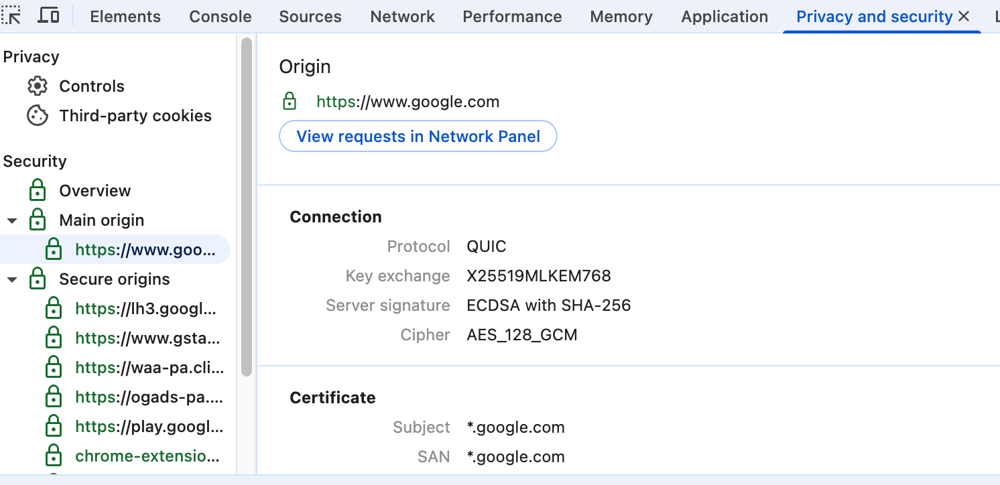 Elements Console Sources Network Performance Memory Application Privacy and security
Privacy
Controls
Third-party cookies
Security
Overview
Main origin
https://www.goo...
Secure origins
https://lh3.googl...
https://www.gsta...
https://waa-pa.cli...
https://ogads-pa....
https://play.googl...
chrome-extensio...
Origin
https://www.google.com
View requests in Network Panel
Connection
Protocol QUIC
Key exchange X25519MLKEM768
Server signature ECDSA with SHA-256
Cipher AES_128_GCM
Certificate
Subject *.google.com
SAN *.google.com